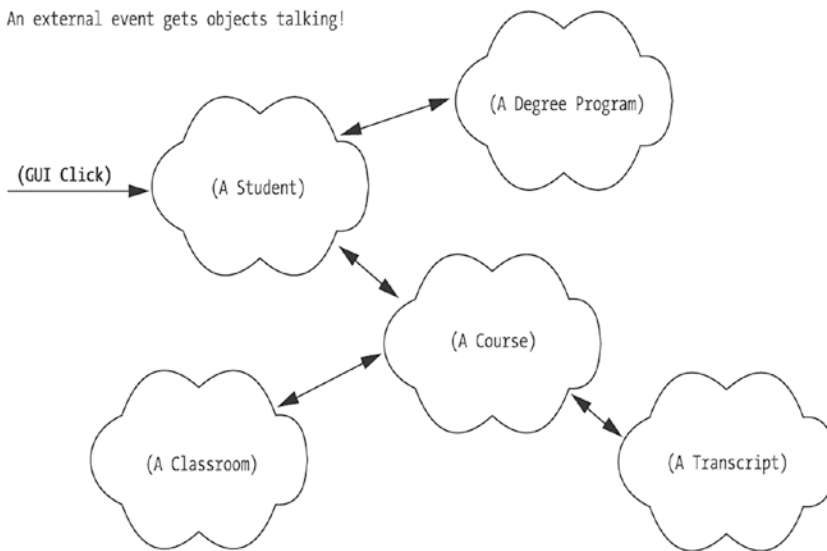 An external event gets objects talking!
(A Degree Program)
(GUI Click)
(A Student)
(A Course)
(A Classroom)
(A Transcript)